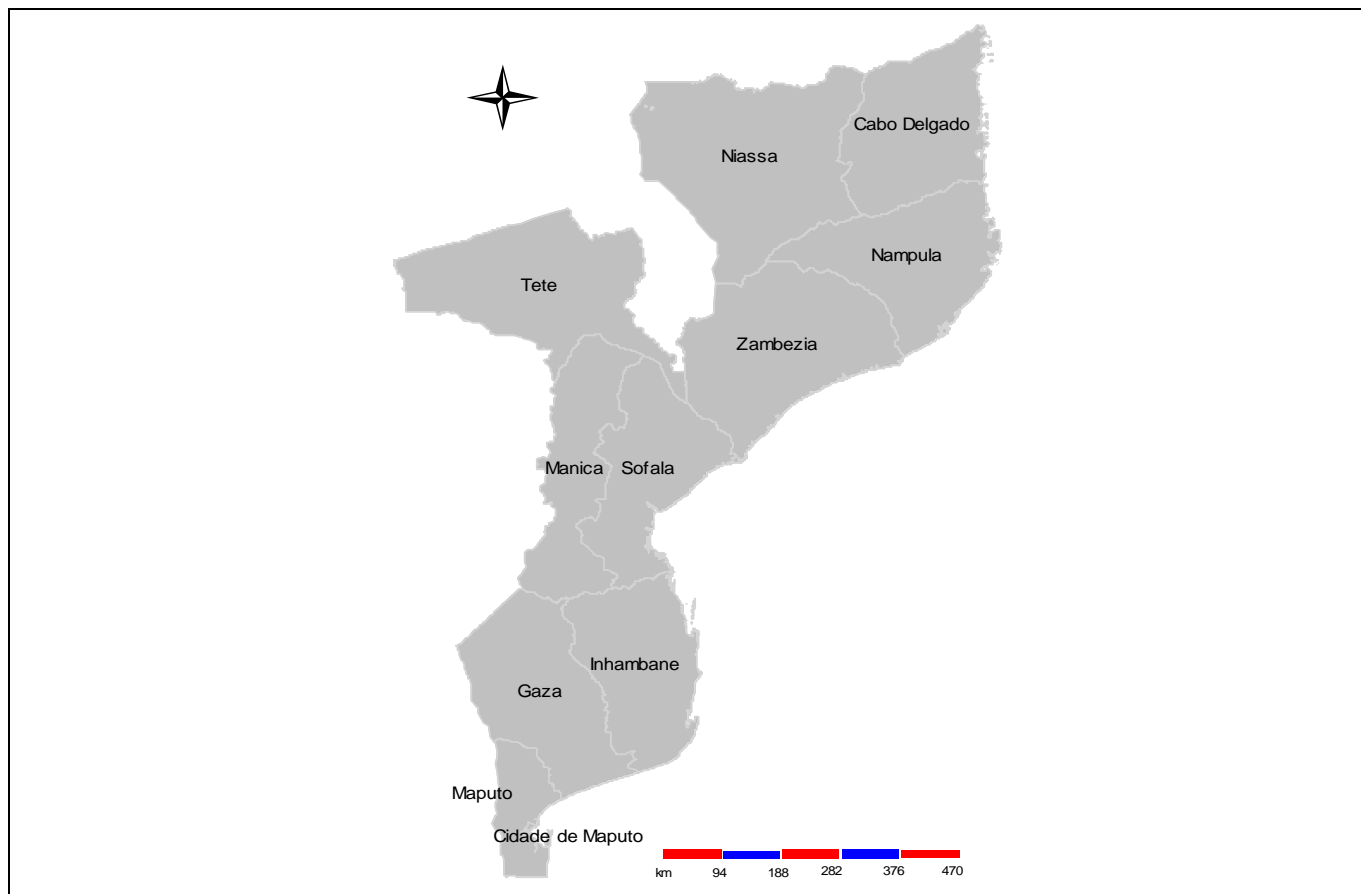 Cabo Delgado
Niassa
Nampula
Tete
Zambezia
Manica
Sofala
Inhambane
Gaza
Maputo
Cidade de Maputo
km 94 188 282 376 470